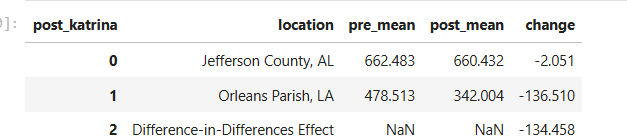 ]: post_katrina location pre_mean post_mean change
0 Jefferson County, AL 662.483 660.432 -2.051
1 Orleans Parish, LA 478.513 342.004 -136.510
2 Difference-in-Differences Effect NaN NaN -134.458